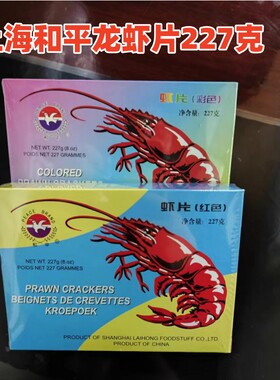 上海和平龙虾片227克
虾片(彩色)
净含量: 227克
NET WT. 227g (8 oz)
POIDS NET 227 GRAMMES
COLORED
虾片(红色)
净含量: 227克
NET WT. 227g (8 oz)
POIDS NET 227 GRAMMES
PRAWN CRACKERS
BEIGNETS DE CREVETTES
KROEPOEK
PRODUCT OF SHANGHAI LAIHONG FOODSTUFF CO.,LTD.
PRODUCT OF CHINA